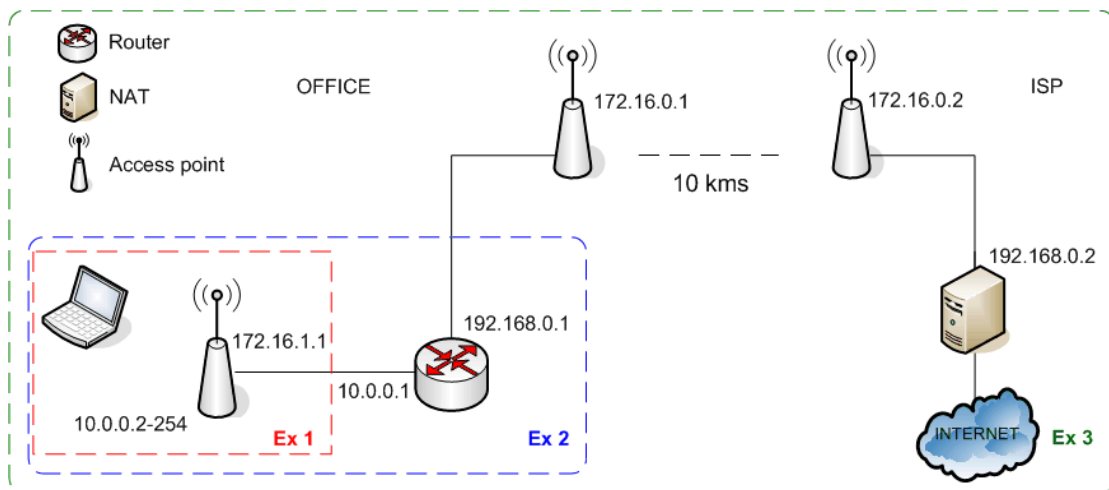 Router
NAT
Access point
OFFICE
ISP
172.16.0.1
172.16.0.2
10 kms
192.168.0.2
192.168.0.1
172.16.1.1
10.0.0.1
10.0.0.2-254
Ex 1
Ex 2
INTERNET
Ex 3